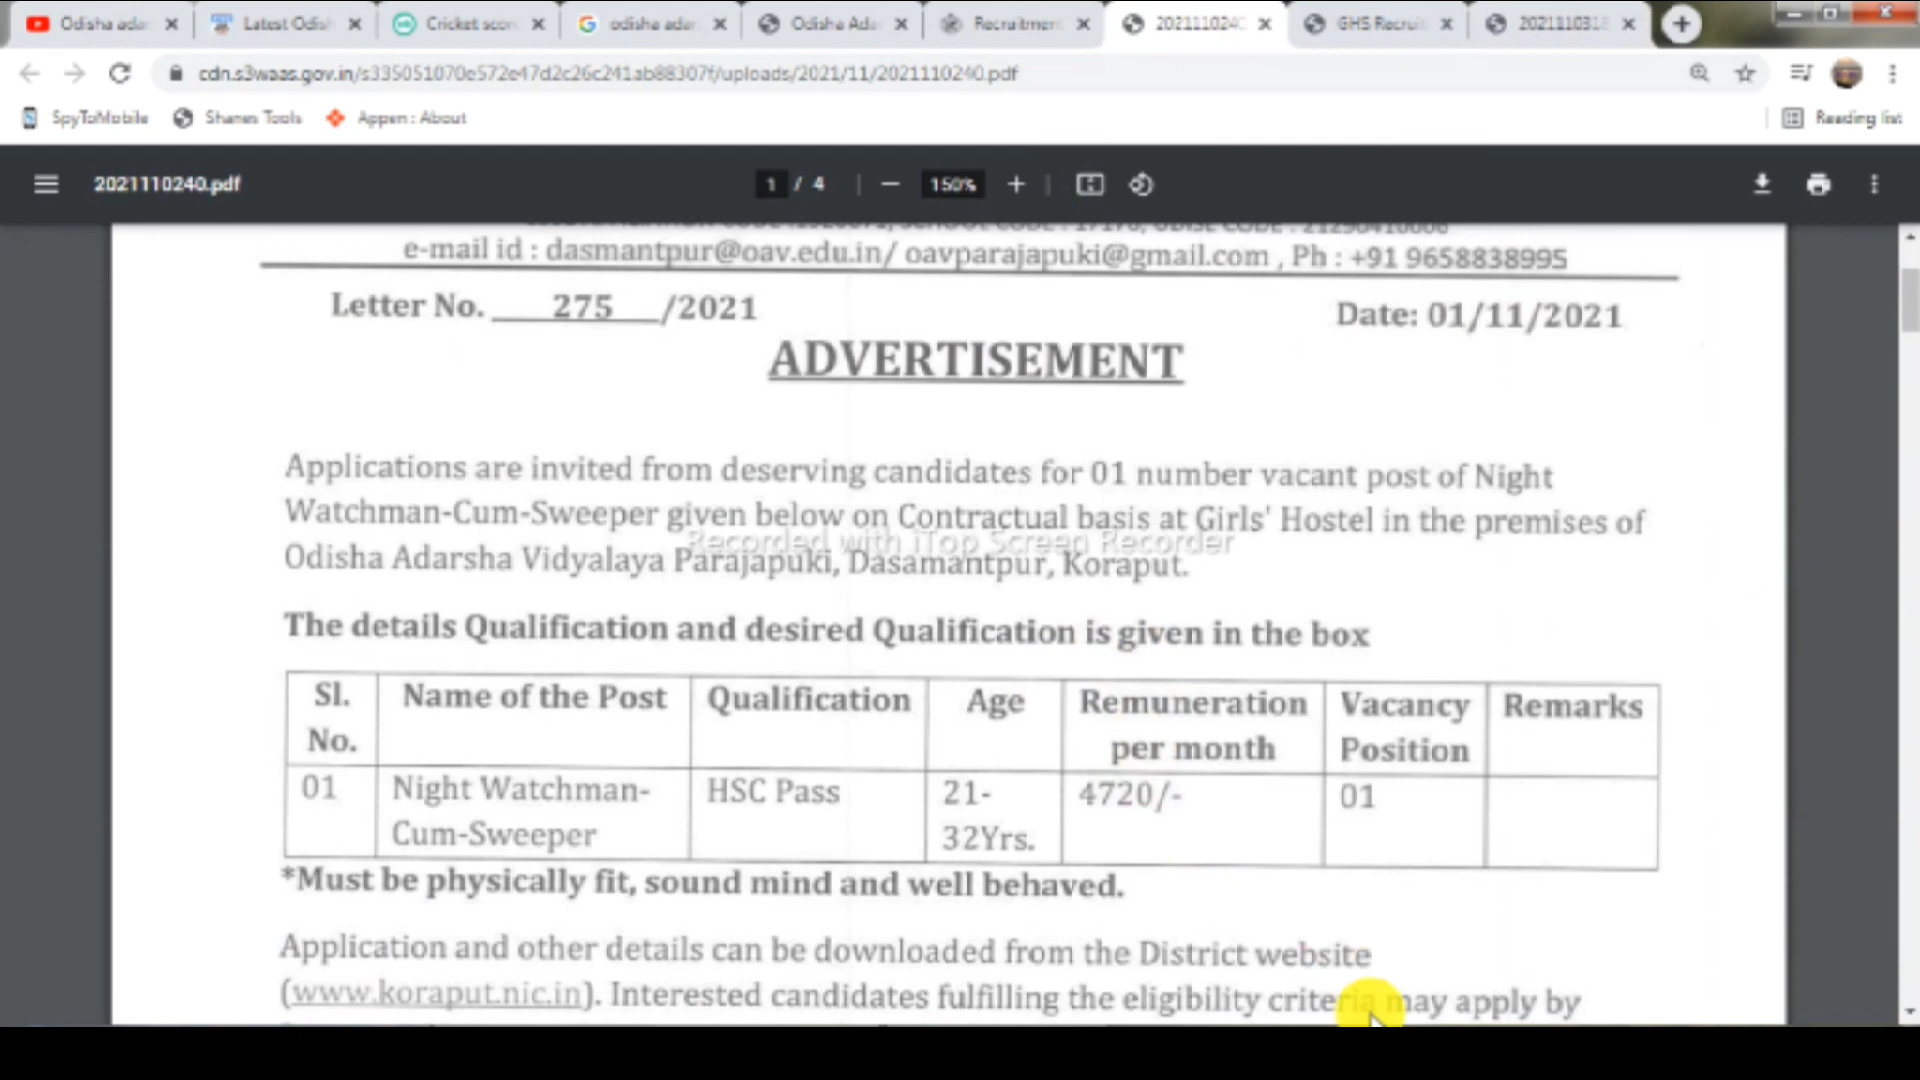 Odisha adar
Latest Odis
Cricket scor
odisha adar
Odisha Ada
Recruitment
2021110240
GHS Recruit
2021110318
cdn.s3waas.gov.in/s335051070e572e47d2c26c241ab88307f/uploads/2021/11/2021110240.pdf
SpyToMobile
Shares Tools
Appen : About
Reading list
2021110240.pdf
1 / 4
150%
e-mail id : dasmantpur@oav.edu.in/ oavparajapuki@gmail.com , Ph : +91 9658838995
Letter No. 275 /2021
Date: 01/11/2021
ADVERTISEMENT
Applications are invited from deserving candidates for 01 number vacant post of Night
Watchman-Cum-Sweeper given below on Contractual basis at Girls' Hostel in the premises of
Recorded with iTop Screen Recorder
Odisha Adarsha Vidyalaya Parajapuki, Dasamantpur, Koraput.
The details Qualification and desired Qualification is given in the box
Sl. No.
Name of the Post
Qualification
Age
Remuneration per month
Vacancy Position
Remarks
01
Night Watchman-
Cum-Sweeper
HSC Pass
21-
32Yrs.
4720/-
01
*Must be physically fit, sound mind and well behaved.
Application and other details can be downloaded from the District website
(www.koraput.nic.in). Interested candidates fulfilling the eligibility criteria may apply by